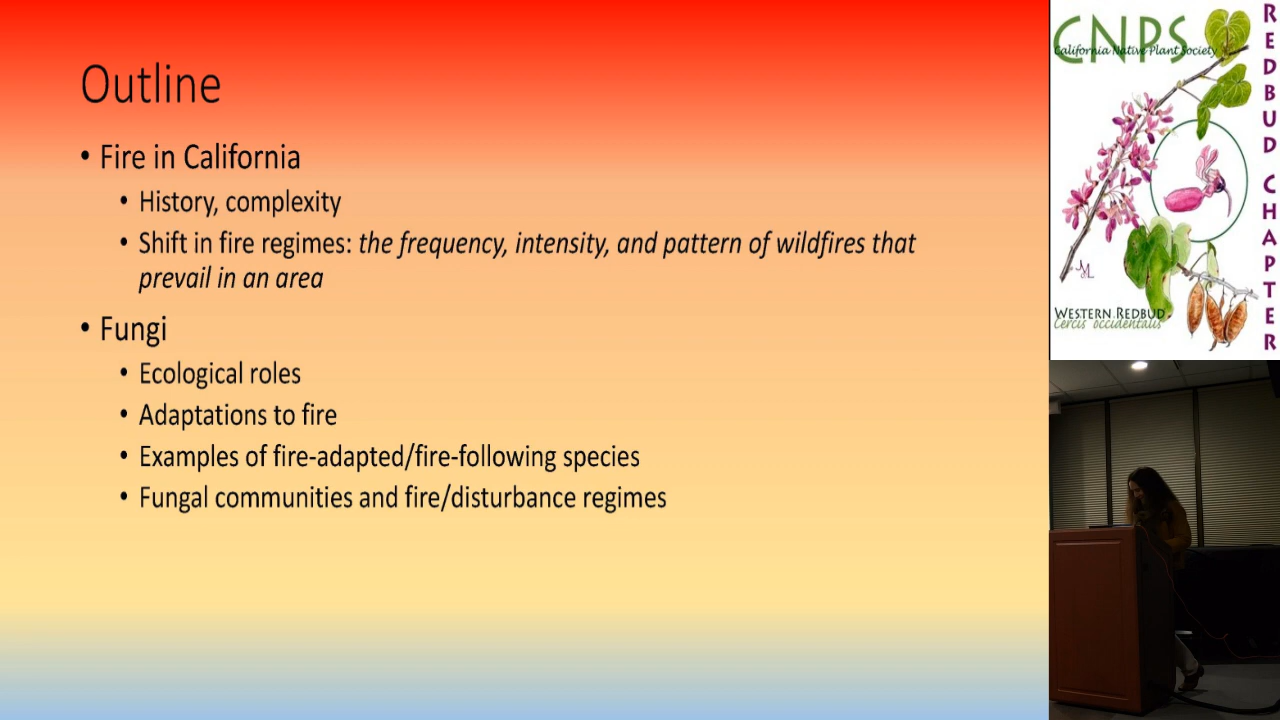 Outline
• Fire in California
• History, complexity
• Shift in fire regimes: the frequency, intensity, and pattern of wildfires that
prevail in an area
• Fungi
• Ecological roles
• Adaptations to fire
• Examples of fire-adapted/fire-following species
• Fungal communities and fire/disturbance regimes
CNPS
California Native Plant Society
REDBUD CHAPTER
JML
WESTERN REDBUD
cercis occidentalis